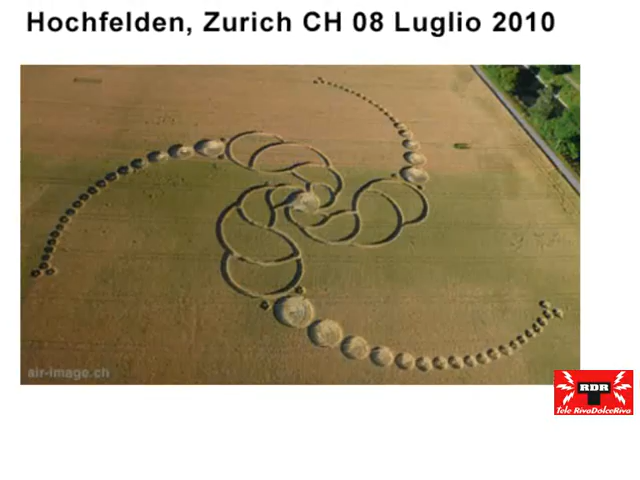 Hochfelden, Zurich CH 08 Luglio 2010
air-image.ch
RDR
Tele RivaDolceRiva